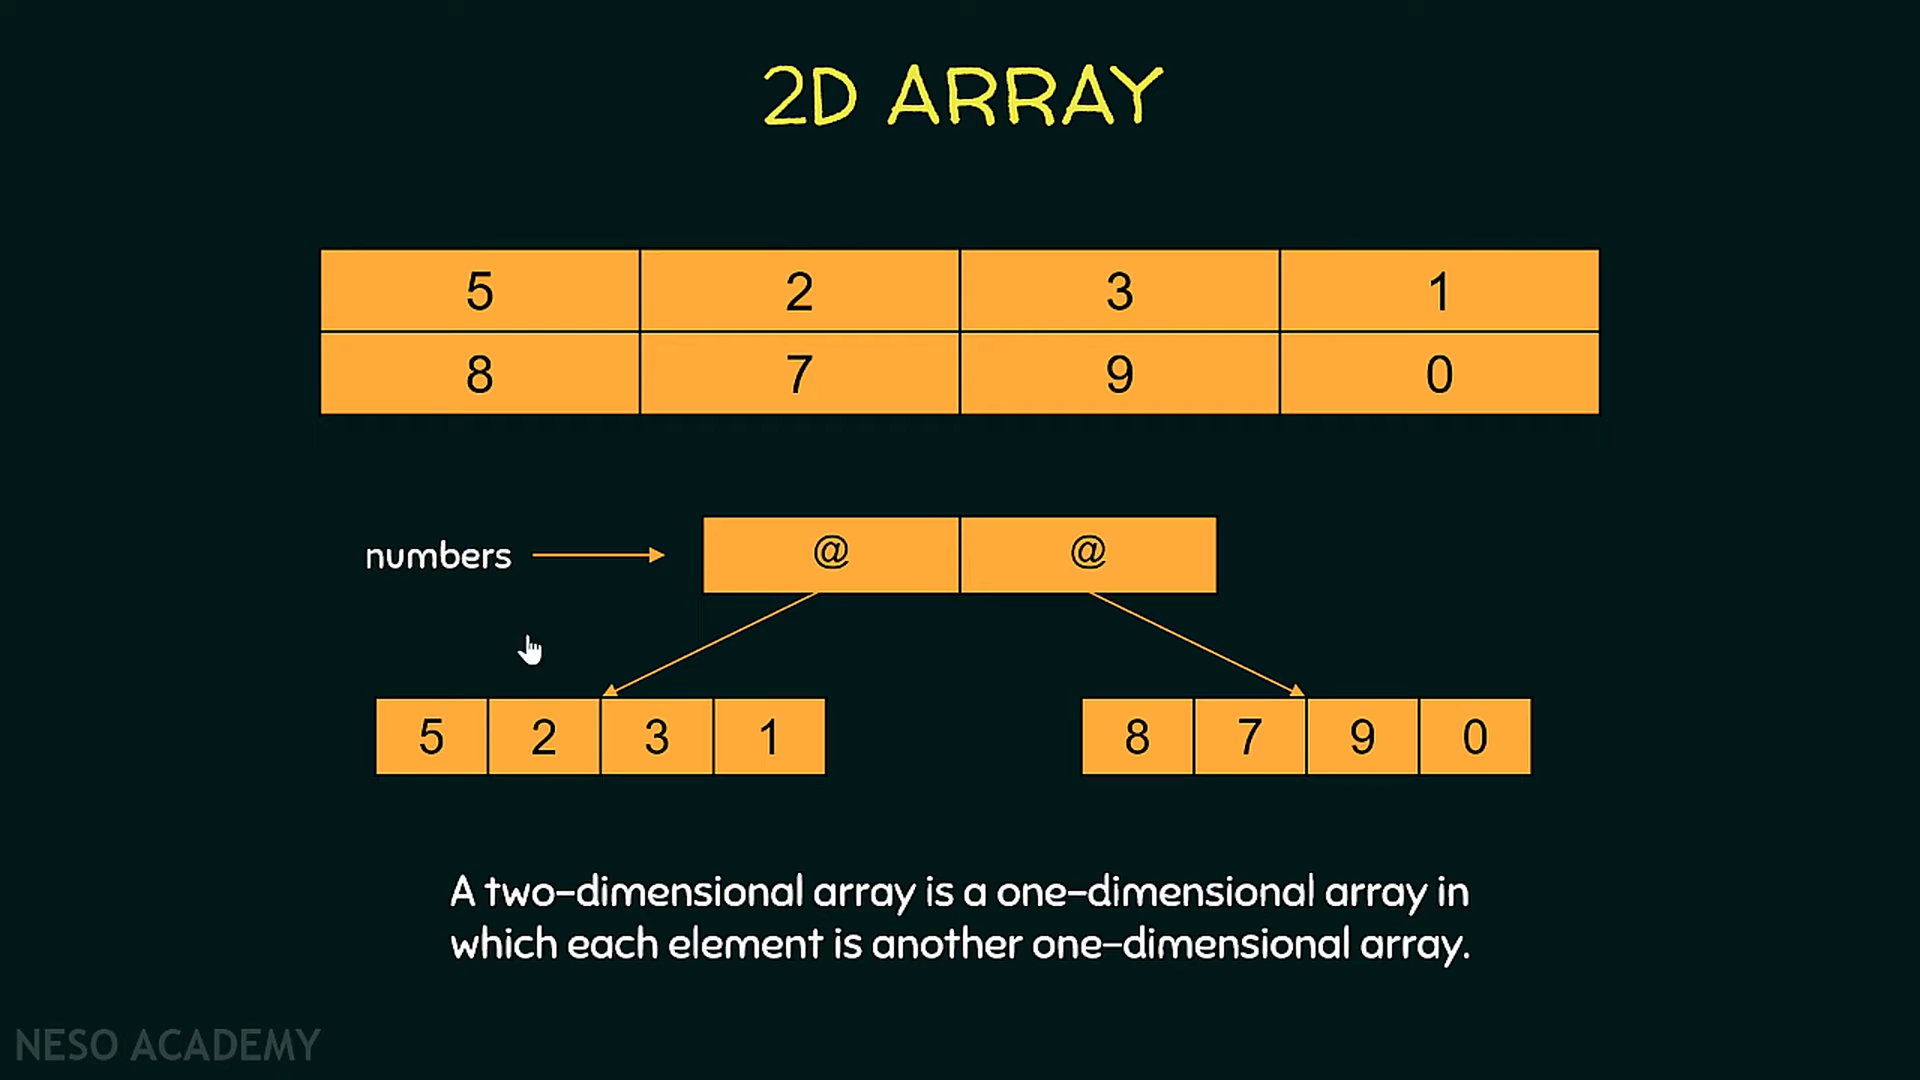 2D ARRAY
5 2 3 1
8 7 9 0
numbers @ @
5 2 3 1 8 7 9 0
A two-dimensional array is a one-dimensional array in
which each element is another one-dimensional array.
NESO ACADEMY